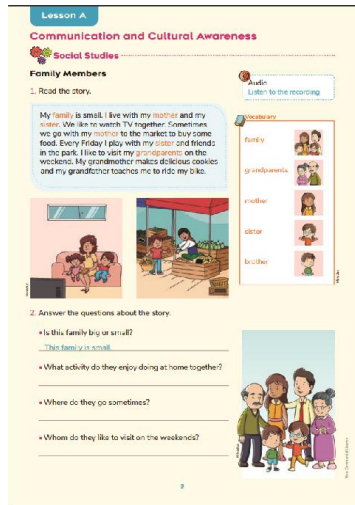 Lesson A
Communication and Cultural Awareness
Social Studies
Family Members
1. Read the story.
Audio
Listen to the recording
My family is small. I live with my mother and my
sister. We like to watch TV together. Sometimes
we go with my mother to the market to buy some
food. Every Friday I play with my sister and friends
in the park. I like to visit my grandparents on the
weekend. My grandmother makes delicious cookies
and my grandfather teaches me to ride my bike.
Vocabulary
family
grandparents
mother
sister
brother
2. Answer the questions about the story.
Is this family big or small?
This family is small.
What activity do they enjoy doing at home together?
Where do they go sometimes?
Whom do they like to visit on the weekends?